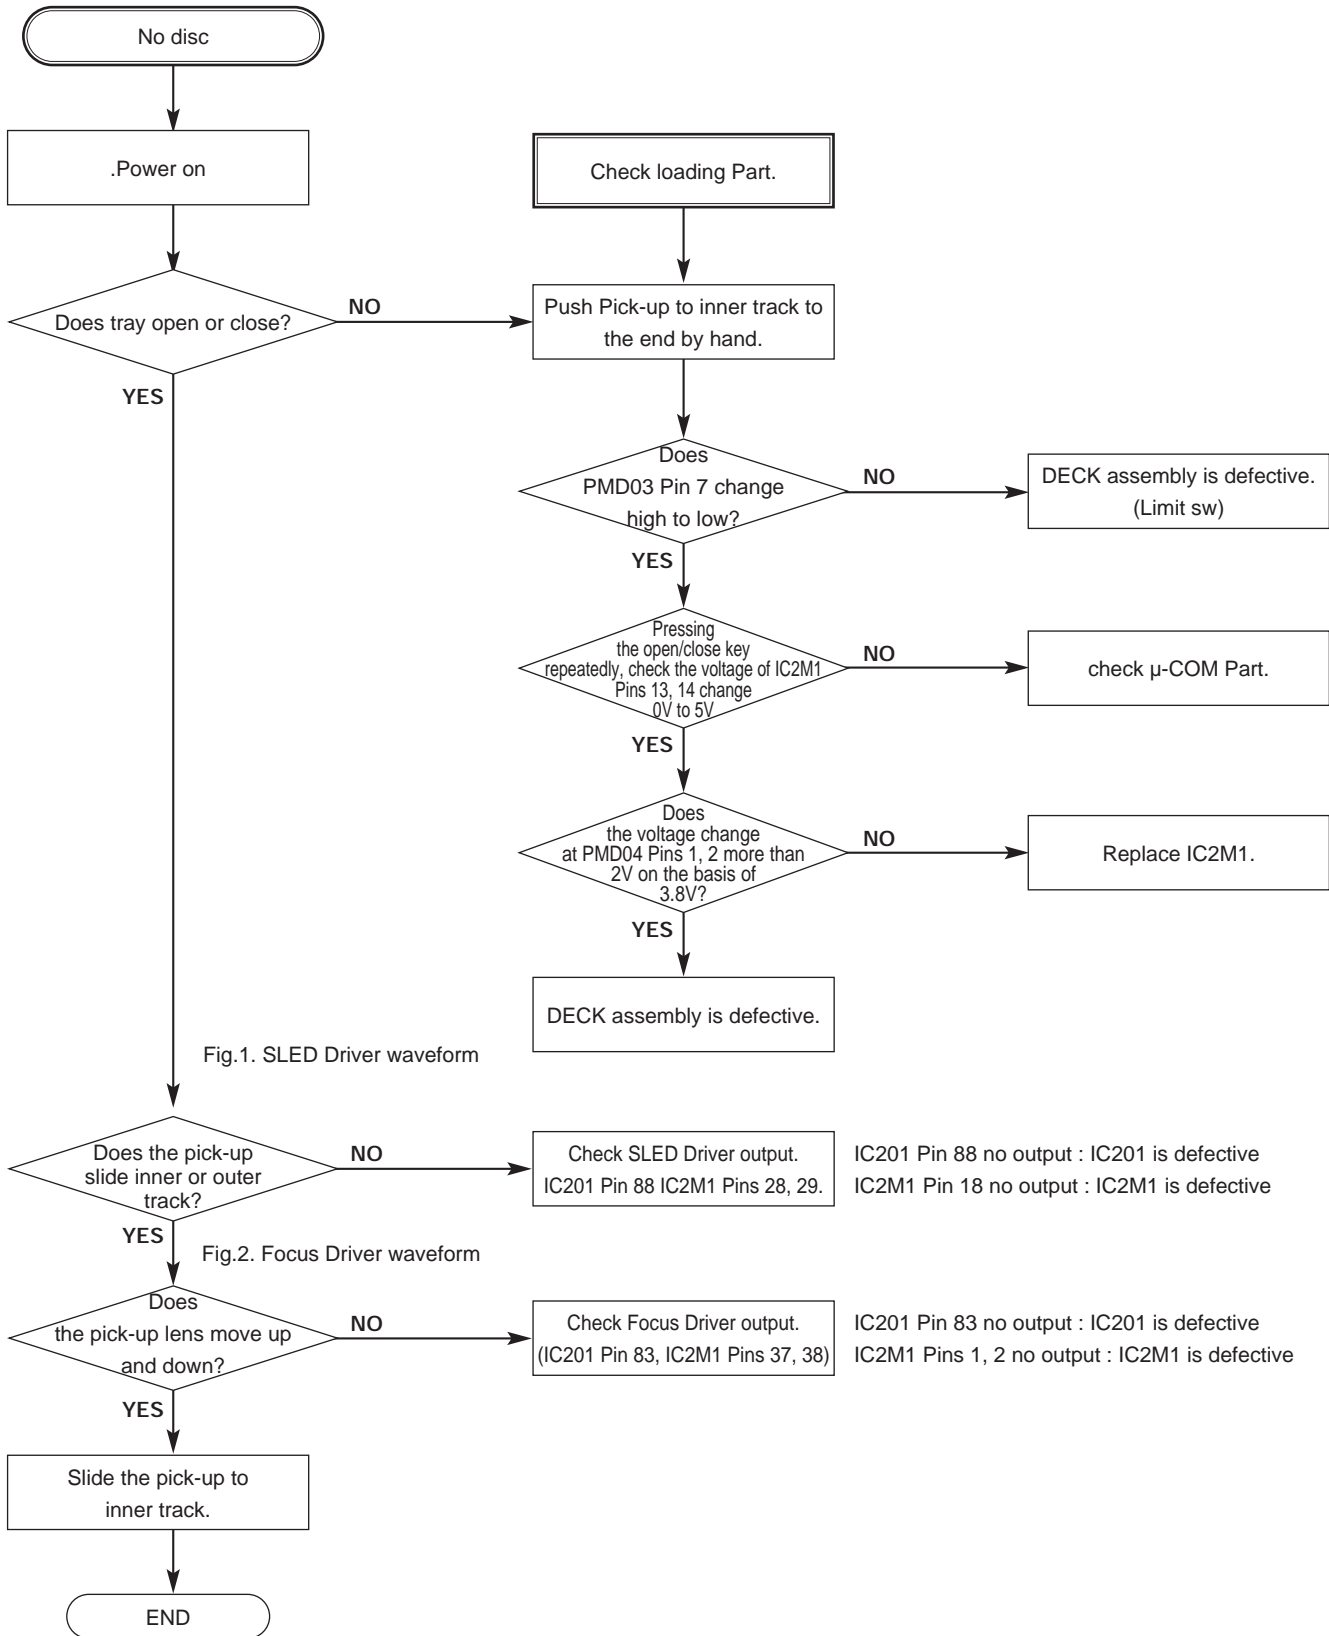 No disc
.Power on
Check loading Part.
Does tray open or close?
NO
Push Pick-up to inner track to
the end by hand.
YES
Does
PMD03 Pin 7 change
high to low?
NO
DECK assembly is defective.
(Limit sw)
YES
Pressing
the open/close key
repeatedly, check the voltage of IC2M1
Pins 13, 14 change
0V to 5V
NO
check µ-COM Part.
YES
Does
the voltage change
at PMD04 Pins 1, 2 more than
2V on the basis of
3.8V?
NO
Replace IC2M1.
YES
DECK assembly is defective.
Fig.1. SLED Driver waveform
Does the pick-up
slide inner or outer
track?
NO
Check SLED Driver output.
IC201 Pin 88 IC2M1 Pins 28, 29.
IC201 Pin 88 no output : IC201 is defective
IC2M1 Pin 18 no output : IC2M1 is defective
YES
Fig.2. Focus Driver waveform
Does
the pick-up lens move up
and down?
NO
Check Focus Driver output.
(IC201 Pin 83, IC2M1 Pins 37, 38)
IC201 Pin 83 no output : IC201 is defective
IC2M1 Pins 1, 2 no output : IC2M1 is defective
YES
Slide the pick-up to
inner track.
END